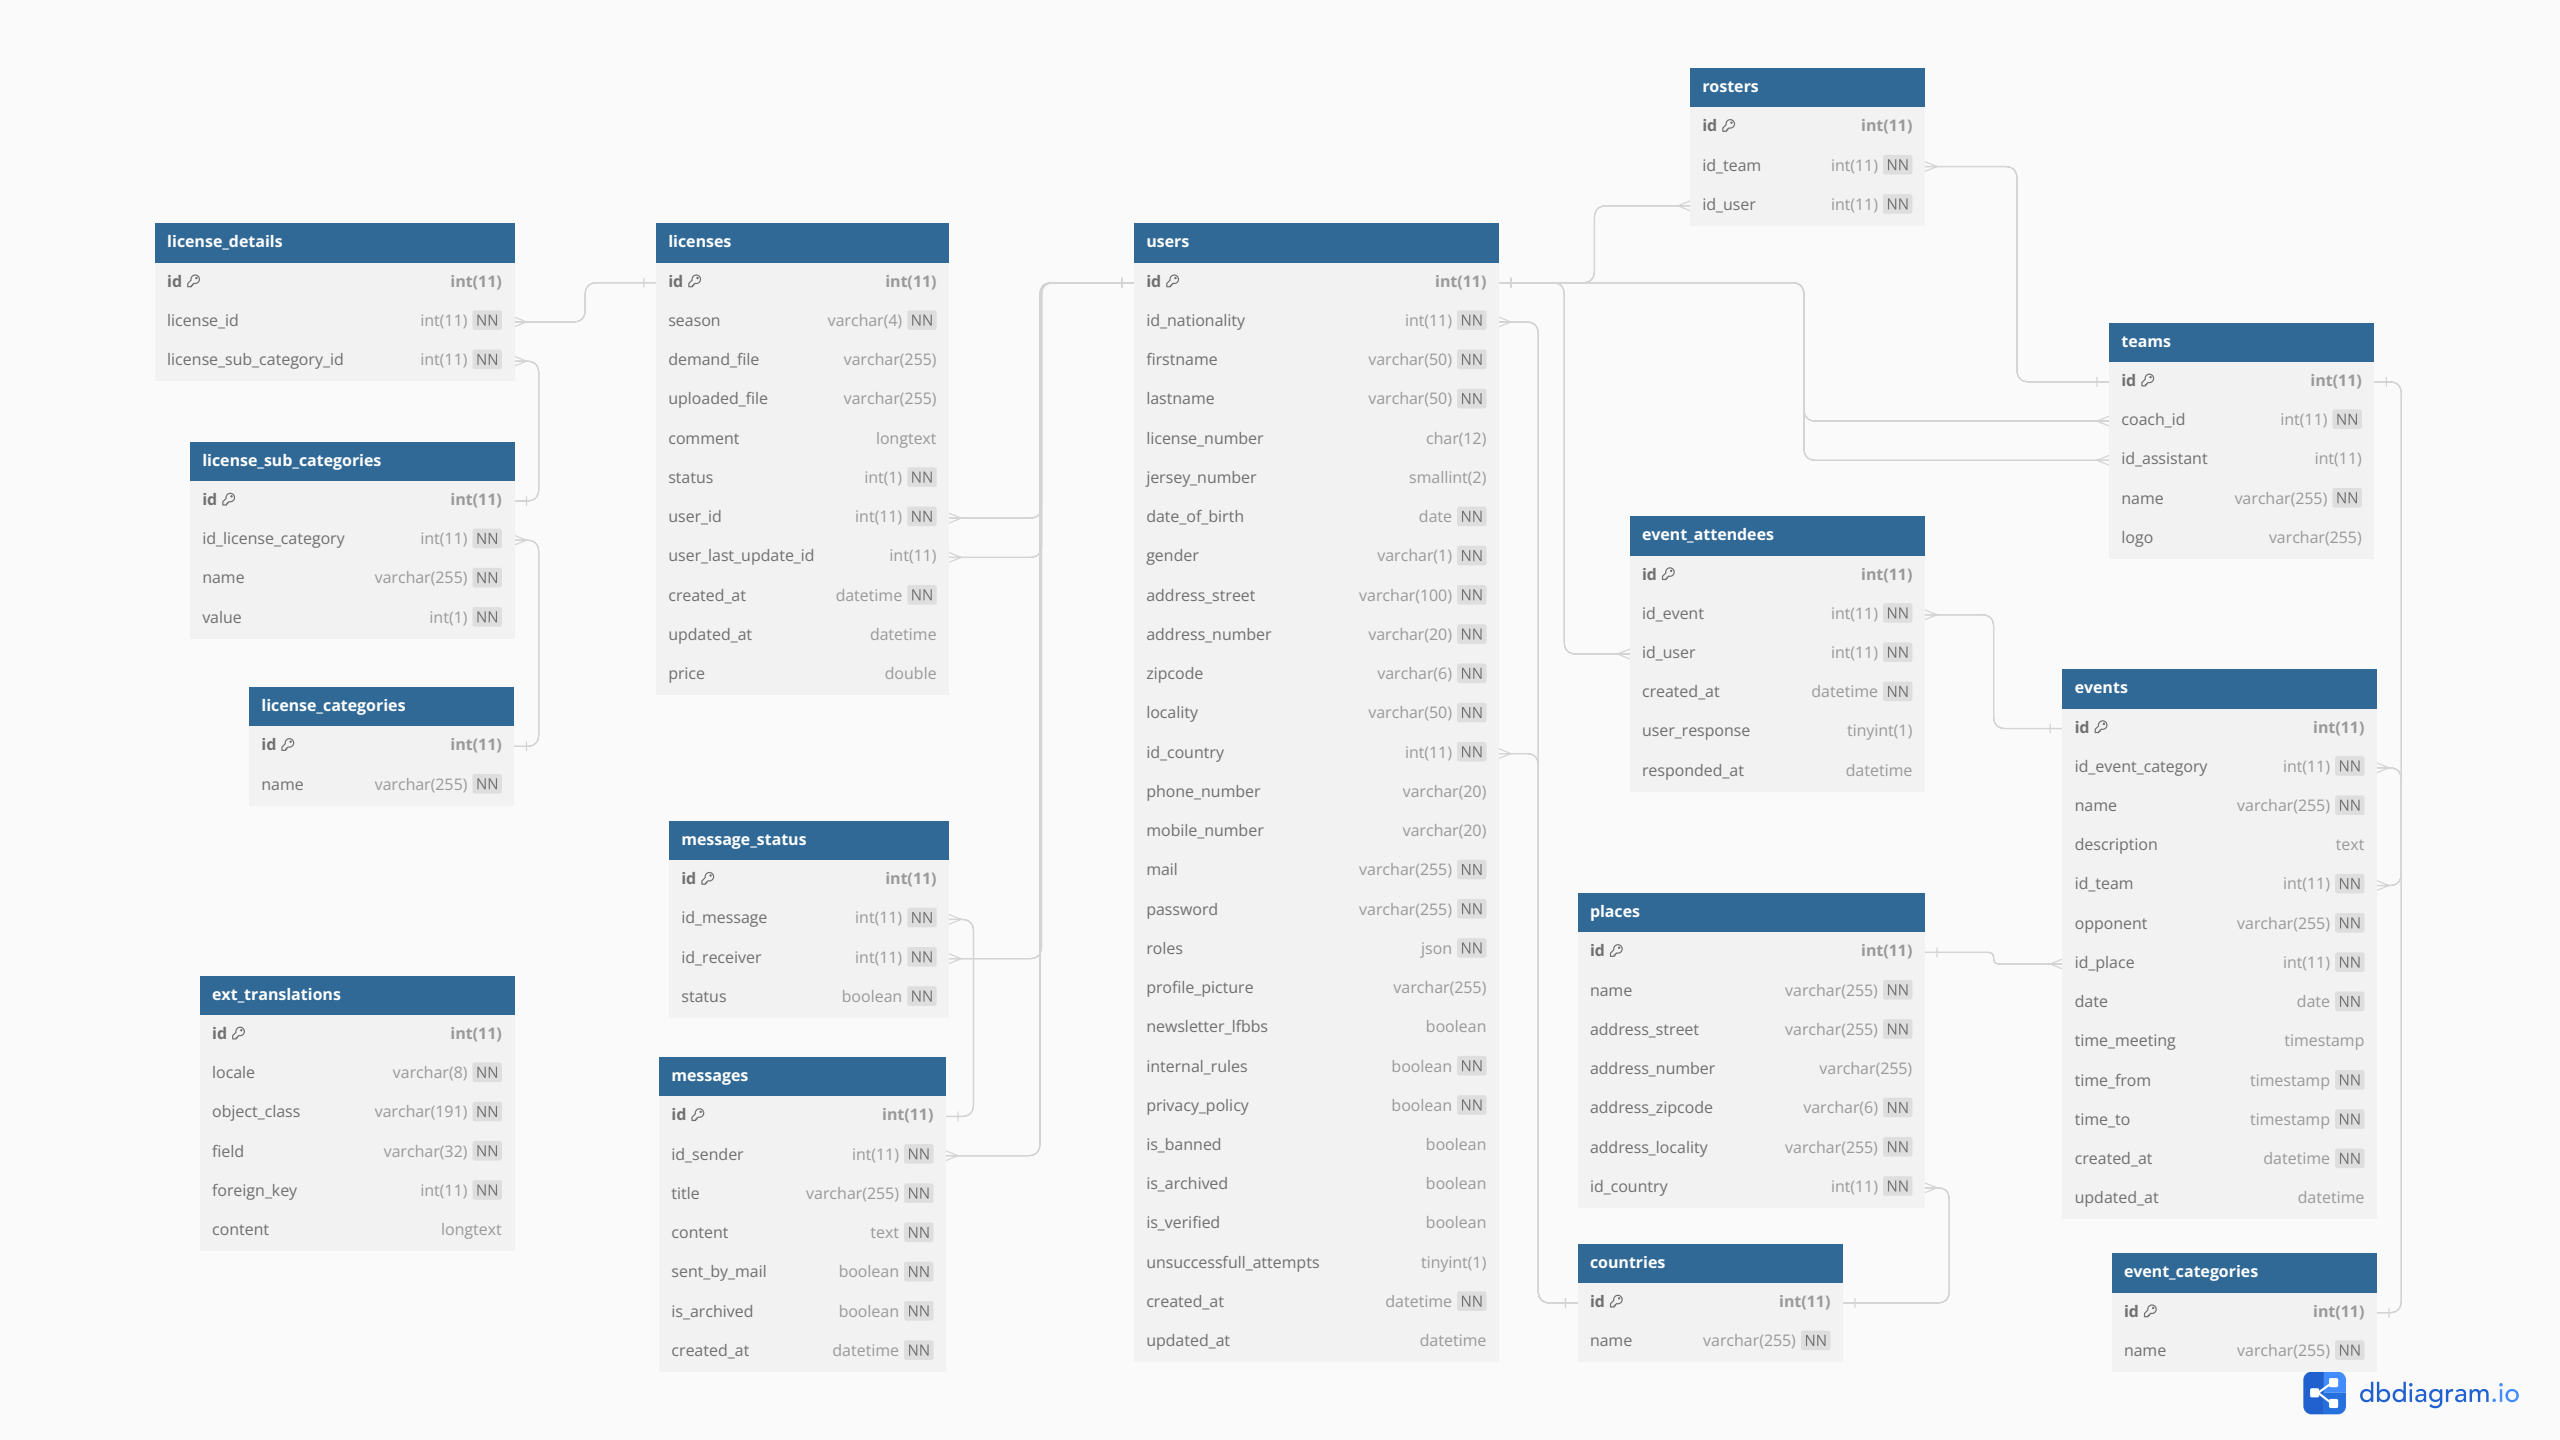 rosters
id int(11)
id_team int(11) NN
id_user int(11) NN
license_details
id int(11)
license_id int(11) NN
license_sub_category_id int(11) NN
license_sub_categories
id int(11)
id_license_category int(11) NN
name varchar(255) NN
value int(1) NN
license_categories
id int(11)
name varchar(255) NN
ext_translations
id int(11)
locale varchar(8) NN
object_class varchar(191) NN
field varchar(32) NN
foreign_key int(11) NN
content longtext
licenses
id int(11)
season varchar(4) NN
demand_file varchar(255)
uploaded_file varchar(255)
comment longtext
status int(1) NN
user_id int(11) NN
user_last_update_id int(11)
created_at datetime NN
updated_at datetime
price double
message_status
id int(11)
id_message int(11) NN
id_receiver int(11) NN
status boolean NN
messages
id int(11)
id_sender int(11) NN
title varchar(255) NN
content text NN
sent_by_mail boolean NN
is_archived boolean NN
created_at datetime NN
users
id int(11)
id_nationality int(11) NN
firstname varchar(50) NN
lastname varchar(50) NN
license_number char(12)
jersey_number smallint(2)
date_of_birth date NN
gender varchar(1) NN
address_street varchar(100) NN
address_number varchar(20) NN
zipcode varchar(6) NN
locality varchar(50) NN
id_country int(11) NN
phone_number varchar(20)
mobile_number varchar(20)
mail varchar(255) NN
password varchar(255) NN
roles json NN
profile_picture varchar(255)
newsletter_lfbbs boolean
internal_rules boolean NN
privacy_policy boolean NN
is_banned boolean
is_archived boolean
is_verified boolean
unsuccessfull_attempts tinyint(1)
created_at datetime NN
updated_at datetime
event_attendees
id int(11)
id_event int(11) NN
id_user int(11) NN
created_at datetime NN
user_response tinyint(1)
responded_at datetime
places
id int(11)
name varchar(255) NN
address_street varchar(255) NN
address_number varchar(255)
address_zipcode varchar(6) NN
address_locality varchar(255) NN
id_country int(11) NN
countries
id int(11)
name varchar(255) NN
teams
id int(11)
coach_id int(11) NN
id_assistant int(11)
name varchar(255) NN
logo varchar(255)
events
id int(11)
id_event_category int(11) NN
name varchar(255) NN
description text
id_team int(11) NN
opponent varchar(255) NN
id_place int(11) NN
date date NN
time_meeting timestamp
time_from timestamp NN
time_to timestamp NN
created_at datetime NN
updated_at datetime
event_categories
id int(11)
name varchar(255) NN
dbdiagram.io